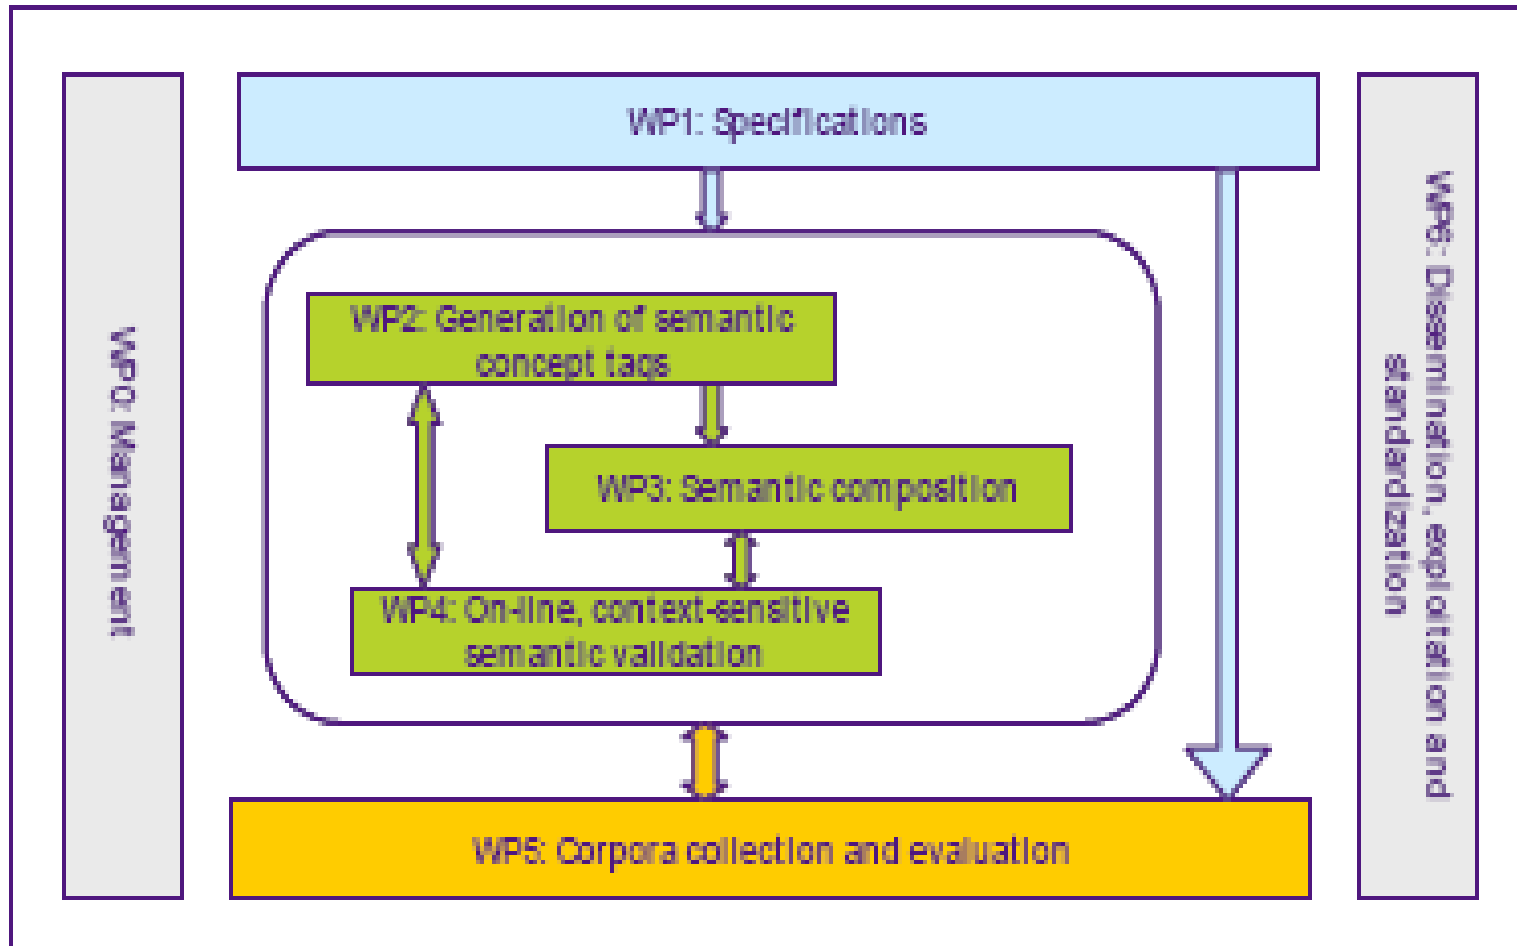 WP0: Management
WP1: Specifications
WP2: Generation of semantic
concept tags
WP3: Semantic composition
WP4: On-line, context-sensitive
semantic validation
WP5: Corpora collection and evaluation
WP6: Dissemination, exploitation and
standardization